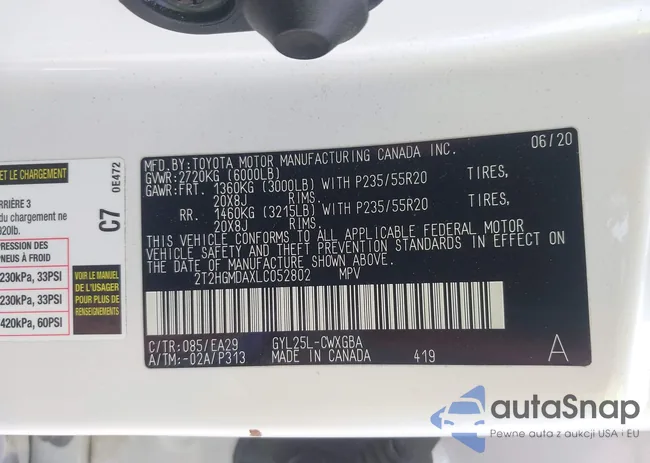 ET LE CHARGEMENT
RRIÈRE 3
du chargement ne
920lb.
PRESSION DES
PNEUS À FROID
230kPa, 33PSI
230kPa, 33PSI
420kPa, 60PSI
VOIR LE MANUEL
DE L'USAGER
POUR PLUS DE
RENSEIGNEMENTS
C7
0E472
MFD.BY:TOYOTA MOTOR MANUFACTURING CANADA INC. 06/20
GVWR:2720KG (6000LB)
GAWR:FRT. 1360KG (3000LB) WITH P235/55R20 TIRES,
20X8J RIMS.
RR. 1460KG (3215LB) WITH P235/55R20 TIRES,
20X8J RIMS.
THIS VEHICLE CONFORMS TO ALL APPLICABLE FEDERAL MOTOR
VEHICLE SAFETY AND THEFT PREVENTION STANDARDS IN EFFECT ON
THE DATE OF MANUFACTURE SHOWN ABOVE.
2T2HGMDAXLC052802 MPV
C/TR:085/EA29 GYL25L-CWXGBA
A/TM:-02A/P313 MADE IN CANADA 419 A
autaSnap
Pewne auta z aukcji USA i EU